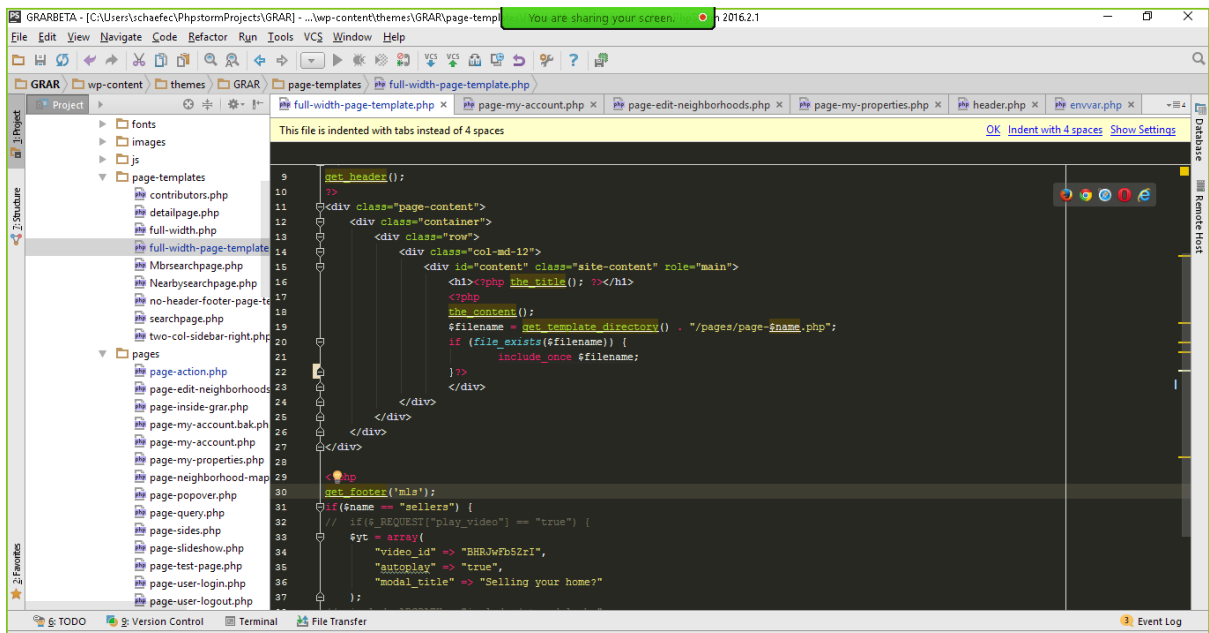 GRARBETA - [C:\Users\schaefec\PhpstormProjects\GRAR] - ...\wp-content\themes\GRAR\page-templ
You are sharing your screen.
n 2016.2.1
File Edit View Navigate Code Refactor Run Tools VCS Window Help
VCS VCS
GRAR wp-content themes GRAR page-templates full-width-page-template.php
Project
full-width-page-template.php × page-my-account.php × page-edit-neighborhoods.php × page-my-properties.php × header.php × envvar.php ×
This file is indented with tabs instead of 4 spaces OK Indent with 4 spaces Show Settings
1: Project
7: Structure
2: Favorites
Database
Remote Host
fonts
images
js
page-templates
contributors.php
detailpage.php
full-width.php
full-width-page-template
Mbrsearchpage.php
Nearbysearchpage.php
no-header-footer-page-te
searchpage.php
two-col-sidebar-right.php
pages
page-action.php
page-edit-neighborhoods
page-inside-grar.php
page-my-account.bak.ph
page-my-account.php
page-my-properties.php
page-neighborhood-map
page-popover.php
page-query.php
page-sides.php
page-slideshow.php
page-test-page.php
page-user-login.php
page-user-logout.php
9 get_header();
10 ?>
11 <div class="page-content">
12 <div class="container">
13 <div class="row">
14 <div class="col-md-12">
15 <div id="content" class="site-content" role="main">
16 <h1><?php the_title(); ?></h1>
17 <?php
18 the_content();
19 $filename = get_template_directory() . "/pages/page-$name.php";
20 if (file_exists($filename)) {
21 include_once $filename;
22 }?>
23 </div>
24 </div>
25 </div>
26 </div>
27 </div>
28
29 <?php
30 get_footer('mls');
31 if($name == "sellers") {
32 // if($_REQUEST["play_video"] == "true") {
33 $yt = array(
34 "video_id" => "BHRJwFb5ZrI",
35 "autoplay" => "true",
36 "modal_title" => "Selling your home?"
37 );
6: TODO 9: Version Control Terminal File Transfer 3 Event Log